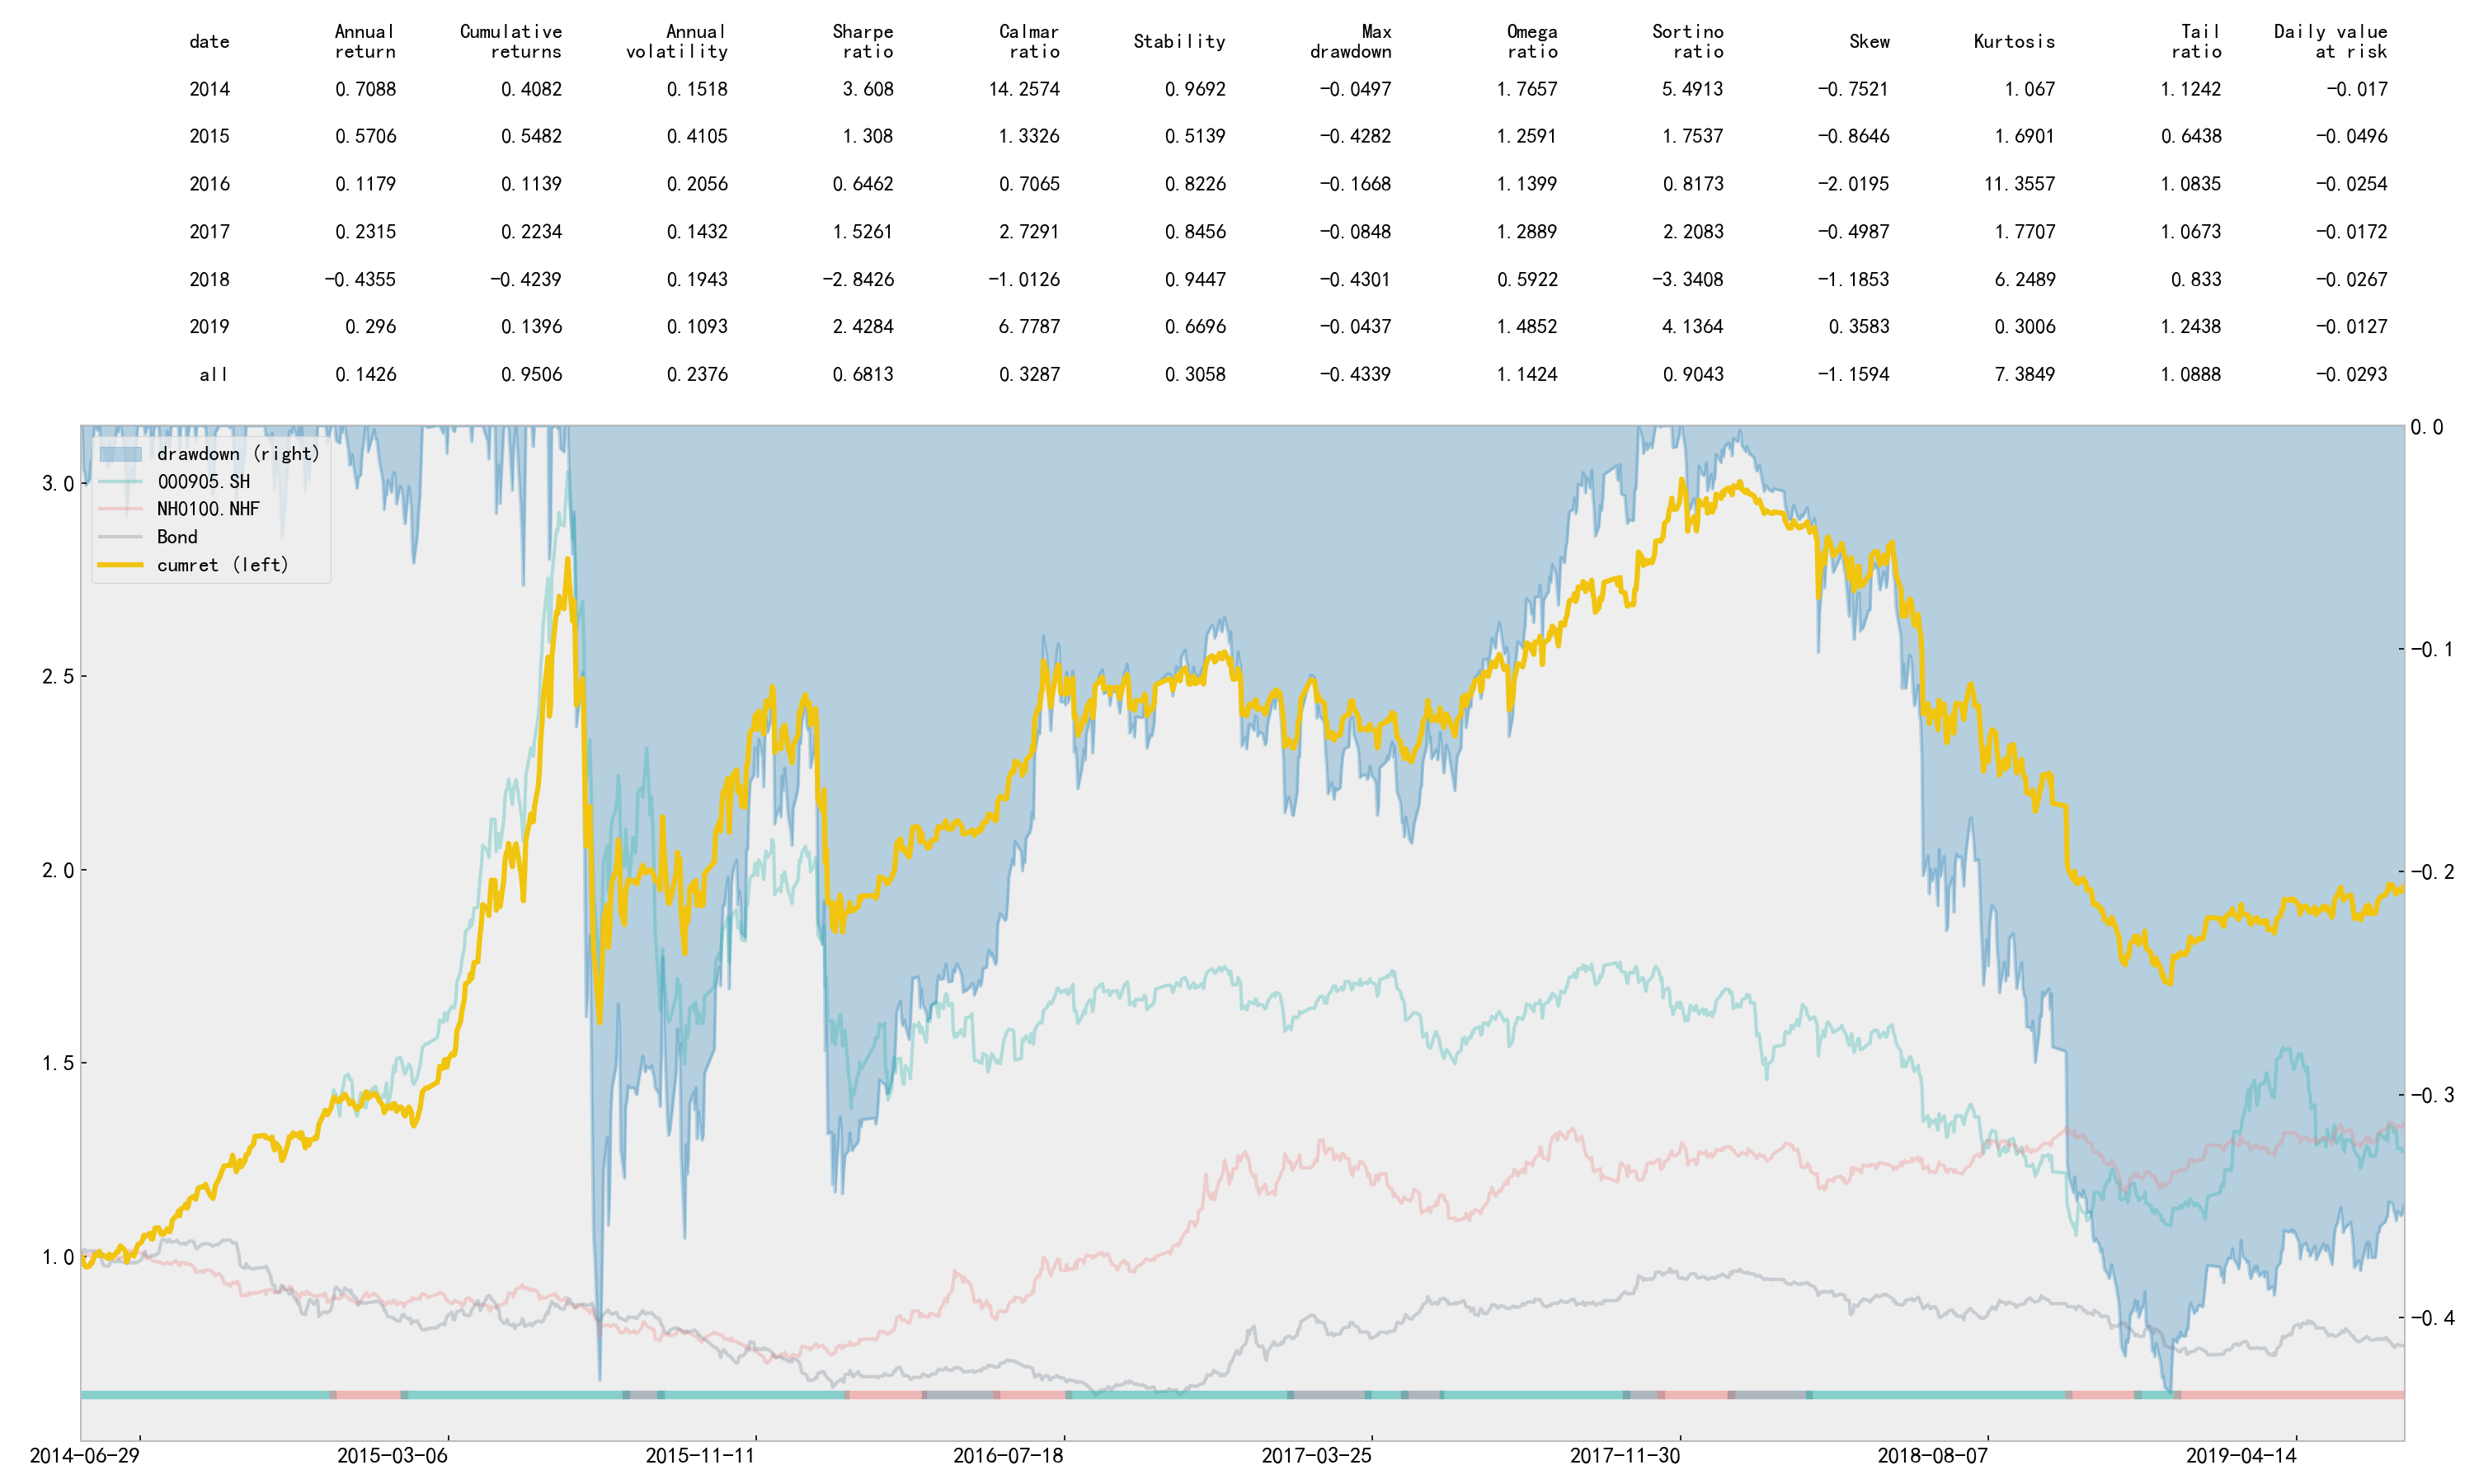 date Annual return Cumulative returns Annual volatility Sharpe ratio Calmar ratio Stability Max drawdown Omega ratio Sortino ratio Skew Kurtosis Tail ratio Daily value at risk
2014 0.7088 0.4082 0.1518 3.608 14.2574 0.9692 −0.0497 1.7657 5.4913 −0.7521 1.067 1.1242 −0.017
2015 0.5706 0.5482 0.4105 1.308 1.3326 0.5139 −0.4282 1.2591 1.7537 −0.8646 1.6901 0.6438 −0.0496
2016 0.1179 0.1139 0.2056 0.6462 0.7065 0.8226 −0.1668 1.1399 0.8173 −2.0195 11.3557 1.0835 −0.0254
2017 0.2315 0.2234 0.1432 1.5261 2.7291 0.8456 −0.0848 1.2889 2.2083 −0.4987 1.7707 1.0673 −0.0172
2018 −0.4355 −0.4239 0.1943 −2.8426 −1.0126 0.9447 −0.4301 0.5922 −3.3408 −1.1853 6.2489 0.833 −0.0267
2019 0.296 0.1396 0.1093 2.4284 6.7787 0.6696 −0.0437 1.4852 4.1364 0.3583 0.3006 1.2438 −0.0127
all 0.1426 0.9506 0.2376 0.6813 0.3287 0.3058 −0.4339 1.1424 0.9043 −1.1594 7.3849 1.0888 −0.0293
drawdown (right)
000905.SH
NH0100.NHF
Bond
cumret (left)
3.0
2.5
2.0
1.5
1.0
0.0
−0.1
−0.2
−0.3
−0.4
2014−06−29 2015−03−06 2015−11−11 2016−07−18 2017−03−25 2017−11−30 2018−08−07 2019−04−14